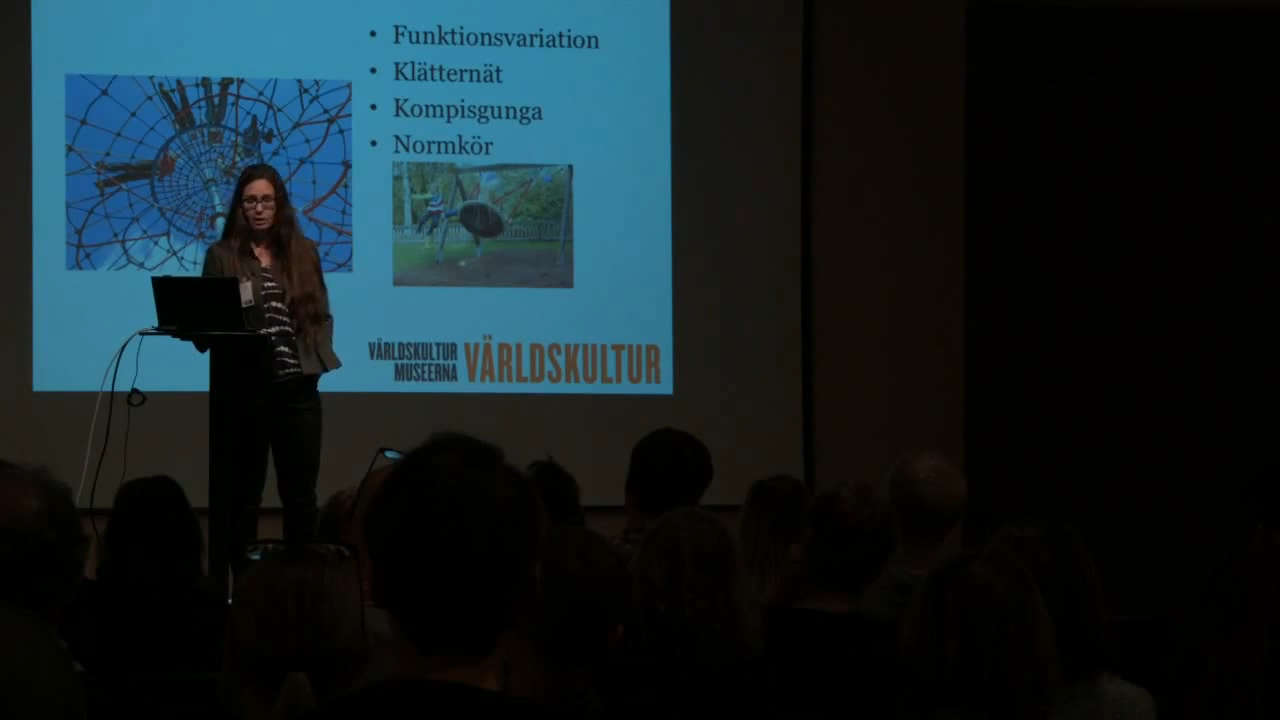 • Funktionsvariation
• Klätternät
• Kompisgunga
• Normkör
VÄRLDSKULTUR
MUSEERNA
VÄRLDSKULTUR